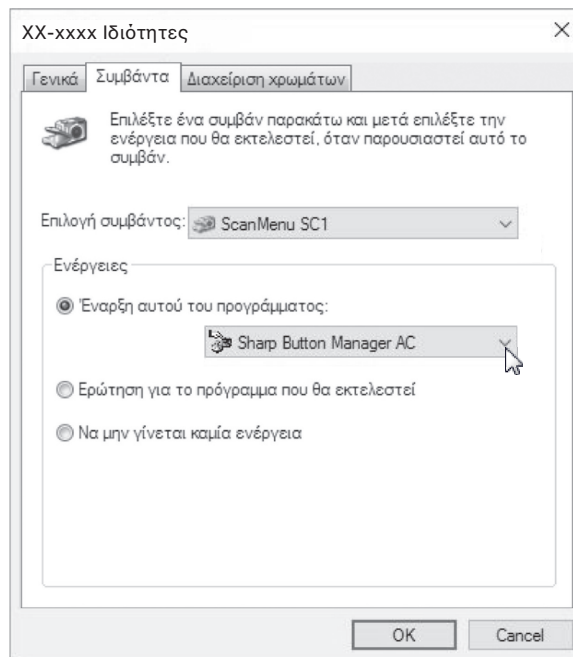 XX-xxxx Ιδιότητες
Γενικά Συμβάντα Διαχείριση χρωμάτων
Επιλέξτε ένα συμβάν παρακάτω και μετά επιλέξτε την
ενέργεια που θα εκτελεστεί, όταν παρουσιαστεί αυτό το
συμβάν.
Επιλογή συμβάντος: ScanMenu SC1
Ενέργειες
Έναρξη αυτού του προγράμματος:
Sharp Button Manager AC
Ερώτηση για το πρόγραμμα που θα εκτελεστεί
Να μην γίνεται καμία ενέργεια
OK Cancel